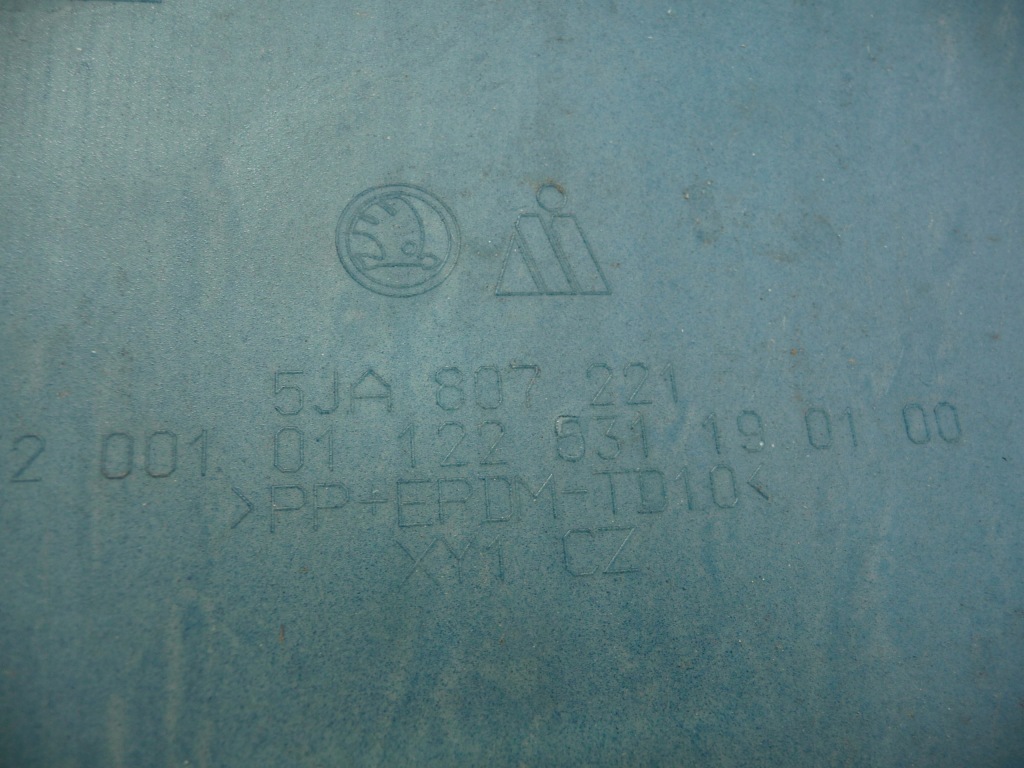 5JA 807 221
2 001 01 122 631 19 01 00
>PP+EPDM-TD10<
XY1 CZ